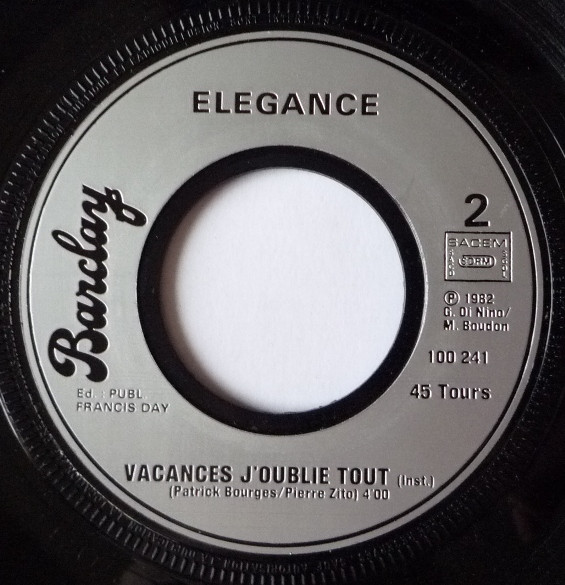 ELEGANCE
Barclay
2
SACEM
SDRM
℗ 1982
G. Di Nino/
M. Boudon
100 241
45 Tours
Ed. : PUBL.
FRANCIS DAY
VACANCES J'OUBLIE TOUT (Inst.)
(Patrick Bourges/Pierre Zito) 4'00